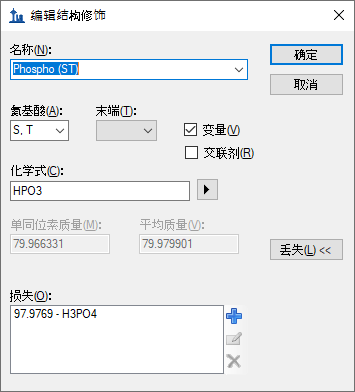 编辑结构修饰
名称(N):
Phospho (ST)
确定
取消
氨基酸(A): 末端(T):
S, T
变量(V)
交联剂(R)
化学式(C):
HPO3
单同位素质量(M): 平均质量(V):
79.966331 79.979901
丢失(L) <<
损失(O):
97.9769 - H3PO4